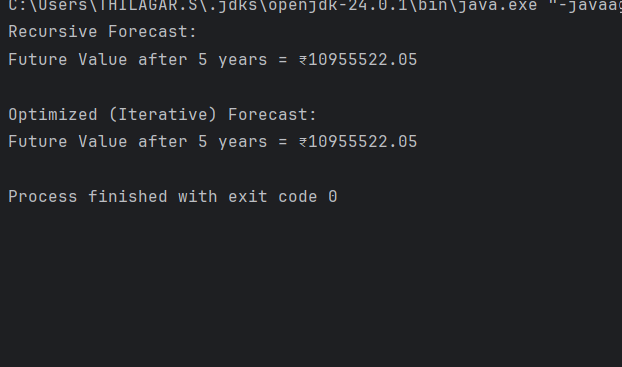 C:\Users\THILAGAR.S\.jdks\openjdk-24.0.1\bin\java.exe "-javaag
Recursive Forecast:
Future Value after 5 years = ₹10955522.05
Optimized (Iterative) Forecast:
Future Value after 5 years = ₹10955522.05
Process finished with exit code 0